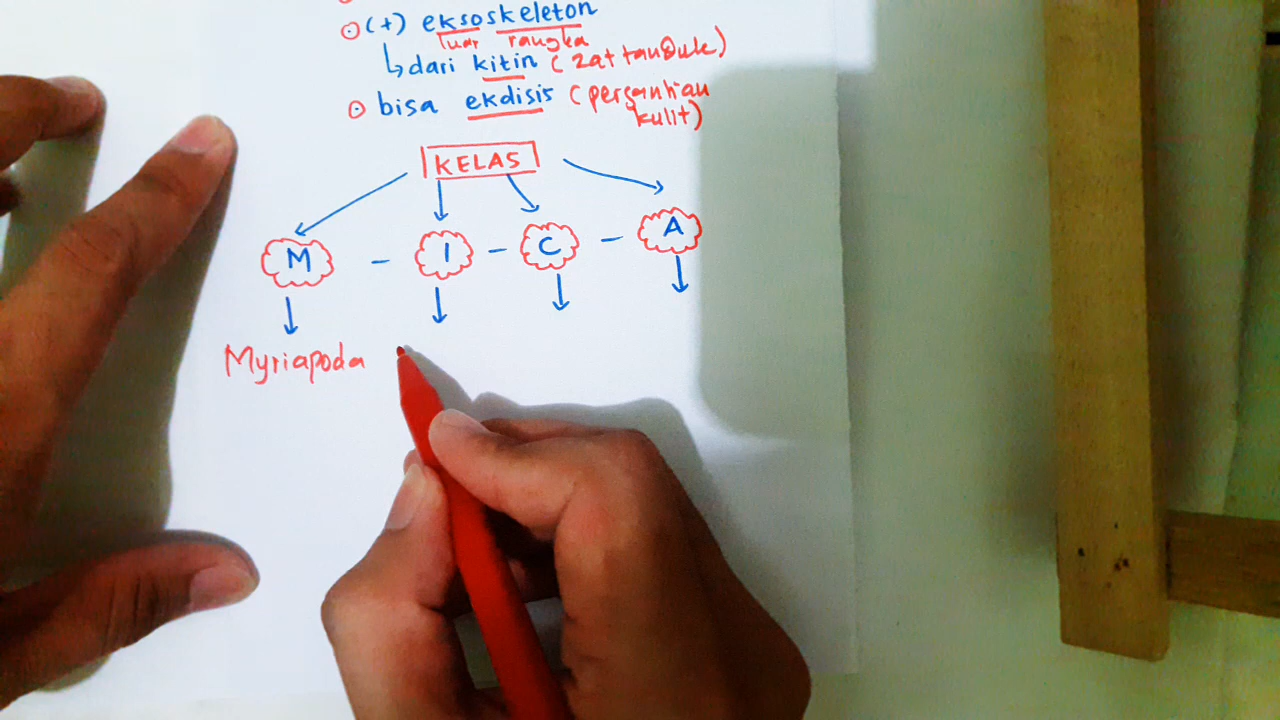 (+) eksoskeleton
luar rangka
dari kitin (zat tanduk)
bisa ekdisis (pergantian
kulit)
KELAS
M - I - C - A
Myriapoda